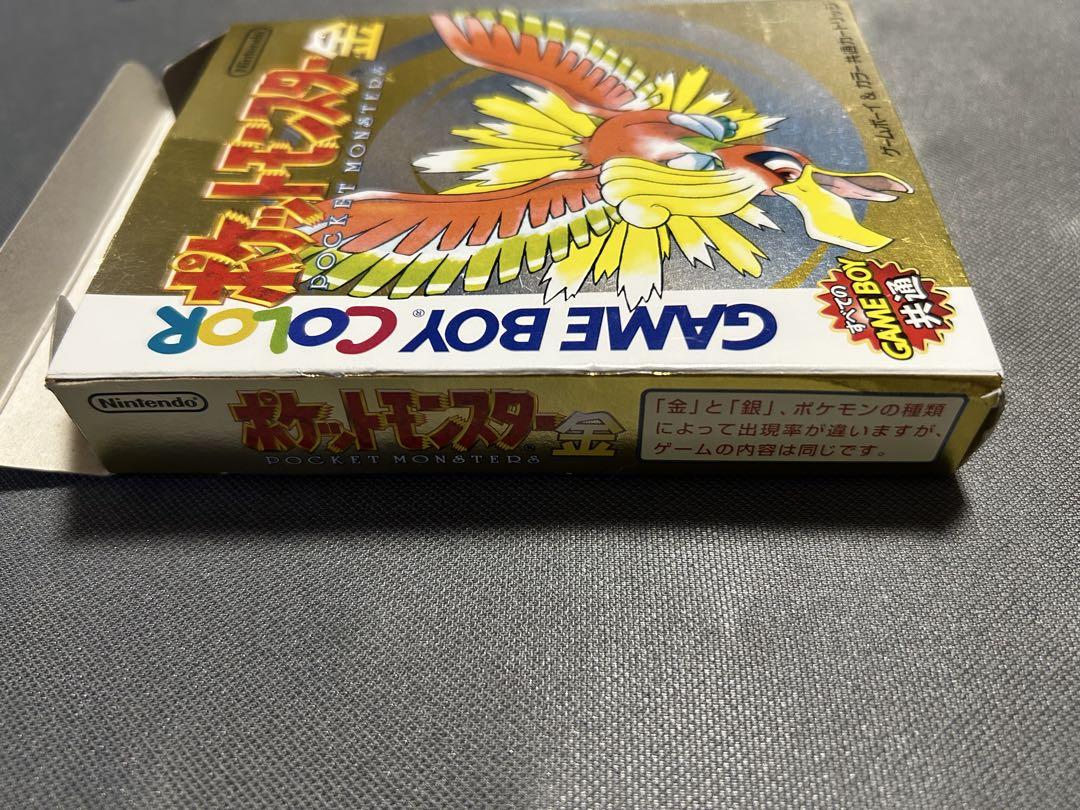 Nintendo
ポケットモンスター金
POCKET MONSTERS
ゲームボーイ&カラー共通カートリッジ
GAME BOY COLOR®
すべての
GAME BOY
共通
Nintendo
ポケットモンスター金
POCKET MONSTERS
「金」と「銀」、ポケモンの種類
によって出現率が違いますが、
ゲームの内容は同じです。